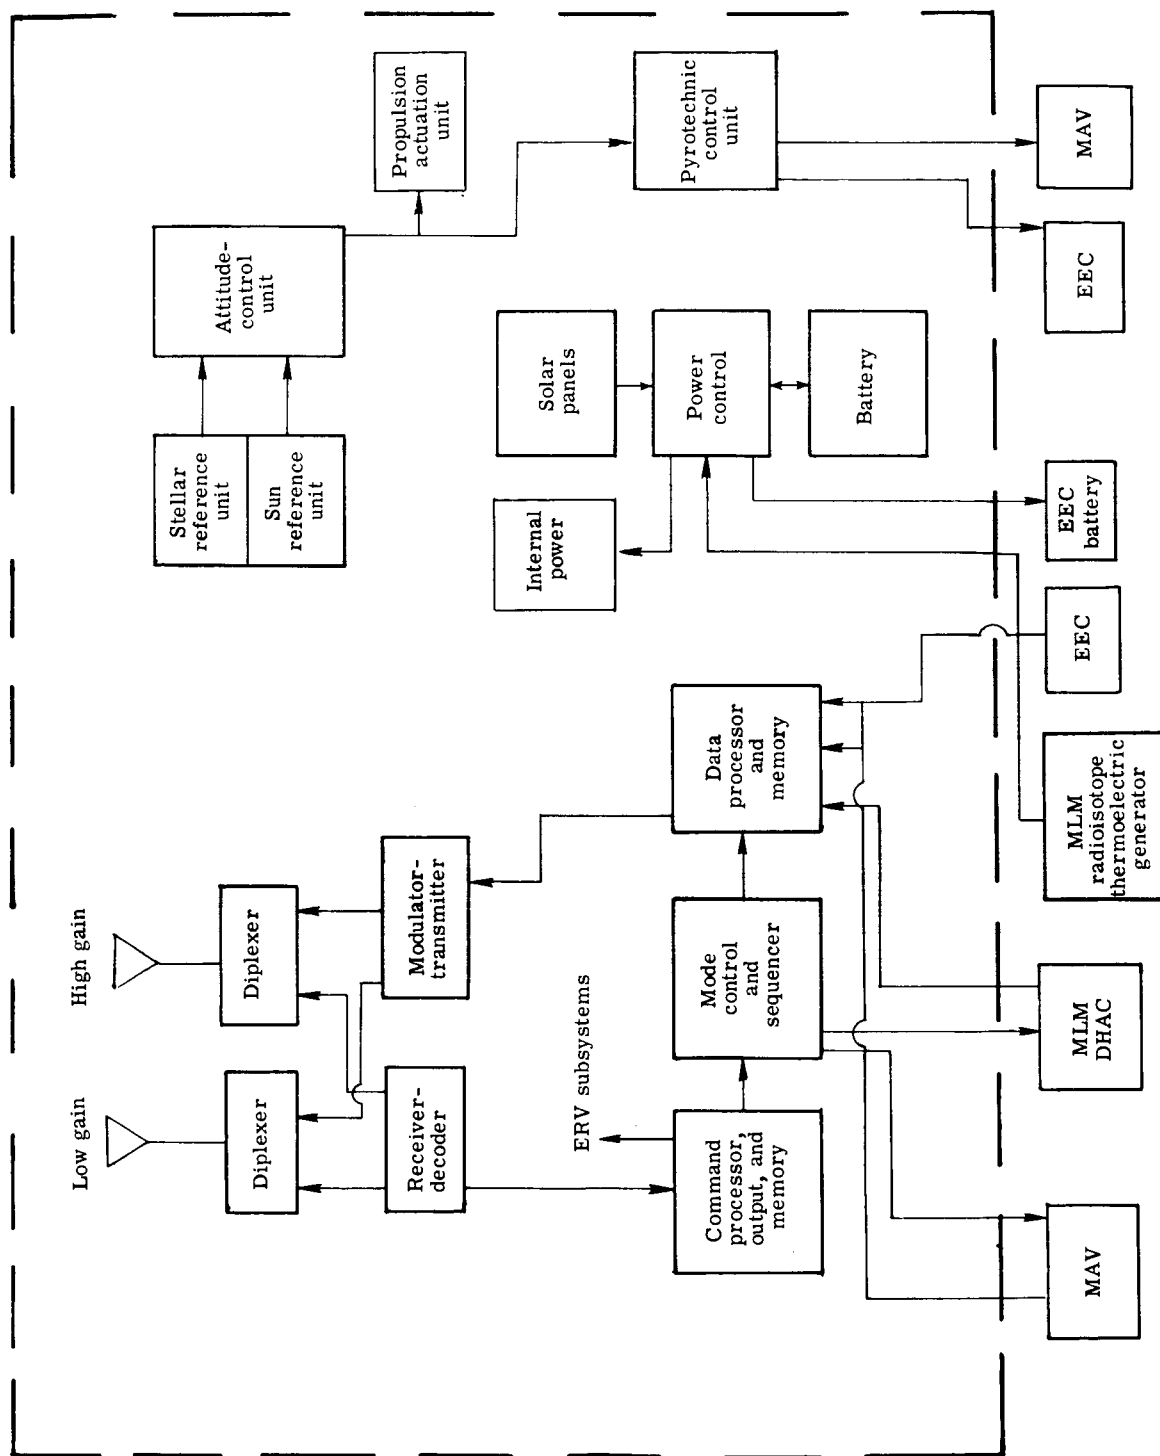 Low gain
High gain
Diplexer
Diplexer
Receiver-
decoder
Modulator-
transmitter
ERV subsystems
Command
processor,
output, and
memory
Mode
control
and
sequencer
Data
processor
and
memory
Stellar
reference
unit
Sun
reference
unit
Attitude-
control
unit
Propulsion
actuation
unit
Internal
power
Solar
panels
Power
control
Battery
Pyrotechnic
control
unit
MAV
MLM
DHAC
MLM
radioisotope
thermoelectric
generator
EEC
EEC
battery
EEC
MAV